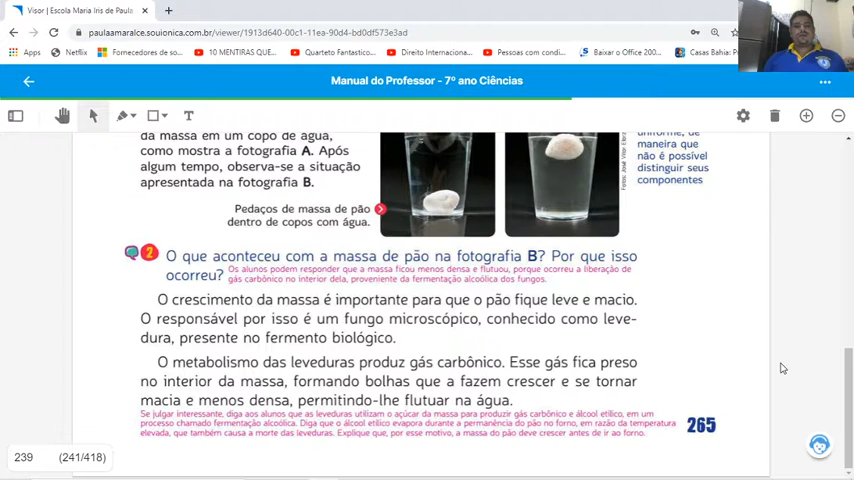 Visor | Escola Maria Iris de Paula
paulaamaralce.souionica.com.br/viewer/1913d640-00c1-11ea-90d4-bd0df573e3ad
Apps
Netflix
Fornecedores de so...
10 MENTIRAS QUE...
Quarteto Fantastico...
Direito Internaciona...
Pessoas com condi...
Baixar o Office 200...
Casas Bahia: P
Manual do Professor - 7º ano Ciências
da massa em um copo de água,
como mostra a fotografia A. Após
algum tempo, observa-se a situação
apresentada na fotografia B.
Pedaços de massa de pão
dentro de copos com água.
uniforme, de
maneira que
não é possível
distinguir seus
componentes
2 O que aconteceu com a massa de pão na fotografia B? Por que isso
ocorreu? Os alunos podem responder que a massa ficou menos densa e flutuou, porque ocorreu a liberação de
gás carbônico no interior dela, proveniente da fermentação alcoólica dos fungos.
O crescimento da massa é importante para que o pão fique leve e macio.
O responsável por isso é um fungo microscópico, conhecido como leve-
dura, presente no fermento biológico.
O metabolismo das leveduras produz gás carbônico. Esse gás fica preso
no interior da massa, formando bolhas que a fazem crescer e se tornar
macia e menos densa, permitindo-lhe flutuar na água.
Se julgar interessante, diga aos alunos que as leveduras utilizam o açúcar da massa para produzir gás carbônico e álcool etílico, em um
processo chamado fermentação alcoólica. Diga que o álcool etílico evapora durante a permanência do pão no forno, em razão da temperatura
elevada, que também causa a morte das leveduras. Explique que, por esse motivo, a massa do pão deve crescer antes de ir ao forno.
265
239 (241/418)